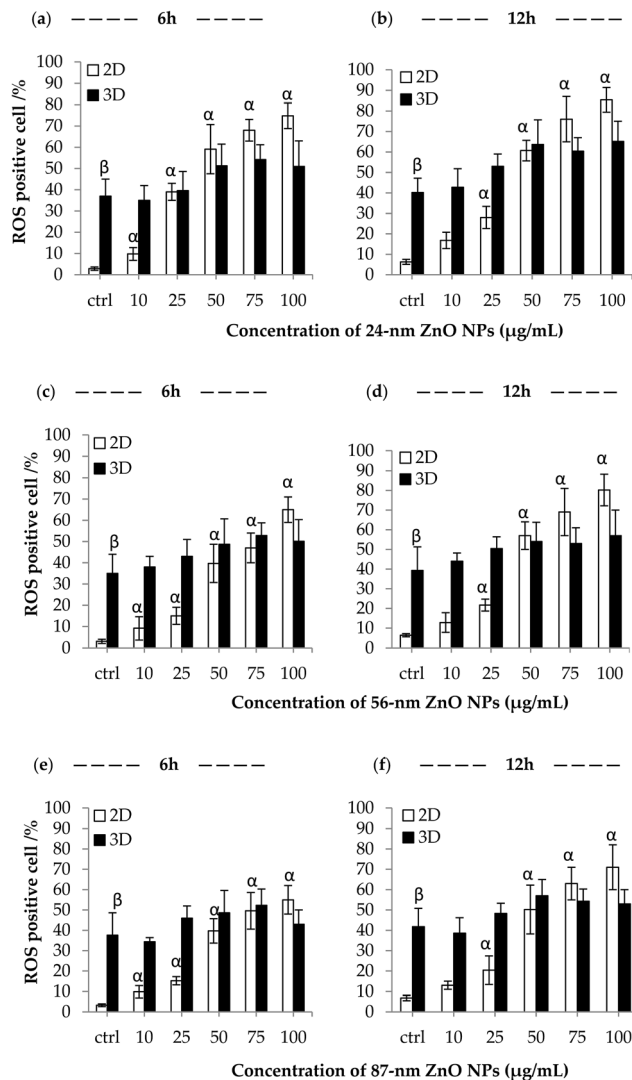 (a) — — — — 6h — — — —
ROS positive cell /%
100
90
80
70
60
50
40
30
20
10
0
2D
3D
β
α
α
α
α
α
ctrl 10 25 50 75 100
(b) — — — — 12h — — — —
100
90
80
70
60
50
40
30
20
10
0
2D
3D
β
α
α
α
α
ctrl 10 25 50 75 100
Concentration of 24-nm ZnO NPs (µg/mL)
(c) — — — — 6h — — — —
ROS positive cell /%
100
90
80
70
60
50
40
30
20
10
0
2D
3D
β
α
α
α
α
α
ctrl 10 25 50 75 100
(d) — — — — 12h — — — —
100
90
80
70
60
50
40
30
20
10
0
2D
3D
β
α
α
α
α
ctrl 10 25 50 75 100
Concentration of 56-nm ZnO NPs (µg/mL)
(e) — — — — 6h — — — —
ROS positive cell /%
100
90
80
70
60
50
40
30
20
10
0
2D
3D
β
α
α
α
α
α
ctrl 10 25 50 75 100
(f) — — — — 12h — — — —
100
90
80
70
60
50
40
30
20
10
0
2D
3D
β
α
α
α
α
ctrl 10 25 50 75 100
Concentration of 87-nm ZnO NPs (µg/mL)